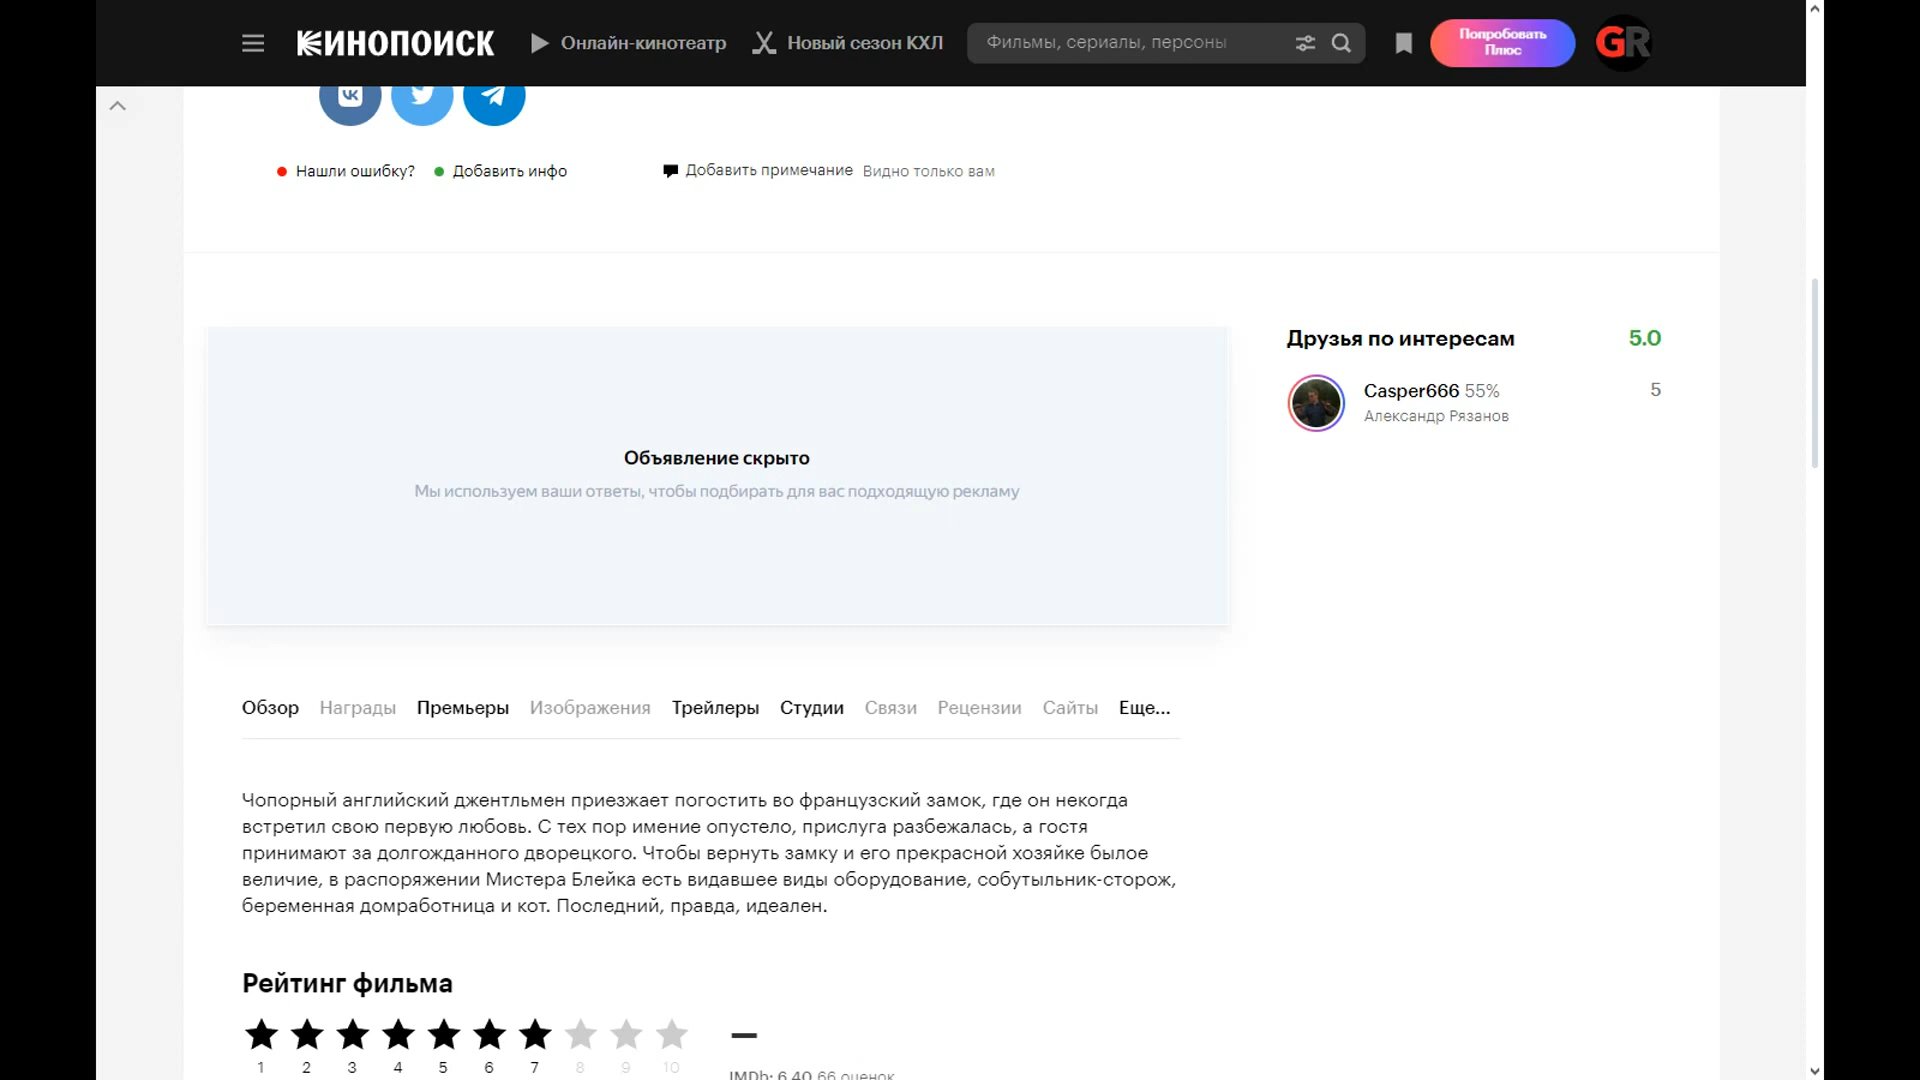 КИНОПОИСК
Онлайн-кинотеатр
Новый сезон КХЛ
Фильмы, сериалы, персоны
Попробовать
Плюс
GR
Нашли ошибку?
Добавить инфо
Добавить примечание Видно только вам
Объявление скрыто
Мы используем ваши ответы, чтобы подбирать для вас подходящую рекламу
Друзья по интересам 5.0
Casper666 55% 5
Александр Рязанов
Обзор Награды Премьеры Изображения Трейлеры Студии Связи Рецензии Сайты Еще...
Чопорный английский джентльмен приезжает погостить во французский замок, где он некогда
встретил свою первую любовь. С тех пор имение опустело, прислуга разбежалась, а гостя
принимают за долгожданного дворецкого. Чтобы вернуть замку и его прекрасной хозяйке былое
величие, в распоряжении Мистера Блейка есть видавшее виды оборудование, собутыльник-сторож,
беременная домработница и кот. Последний, правда, идеален.
Рейтинг фильма
–
1 2 3 4 5 6 7 8 9 10
IMDb: 6.40 66 оценок